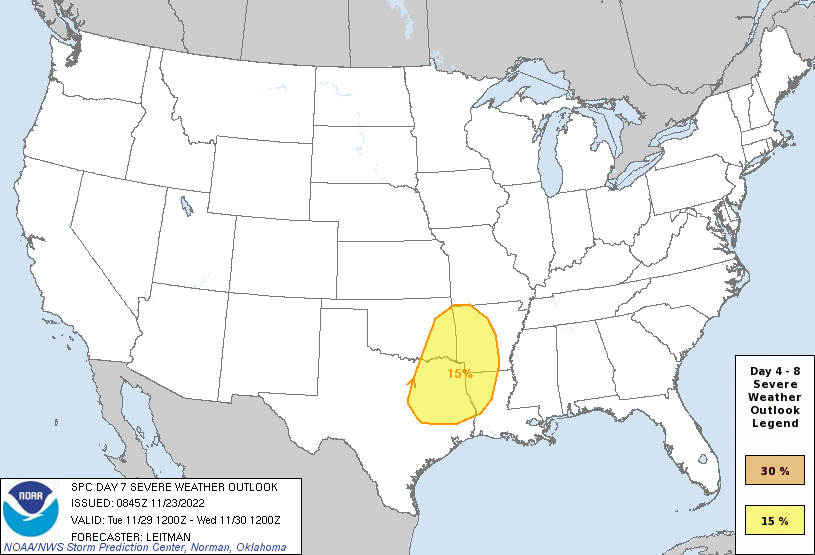 15%
Day 4 - 8
Severe
Weather
Outlook
Legend
30 %
15 %
NOAA
SPC DAY 7 SEVERE WEATHER OUTLOOK
ISSUED: 0845Z 11/23/2022
VALID: Tue 11/29 1200Z - Wed 11/30 1200Z
FORECASTER: LEITMAN
NOAA/NWS Storm Prediction Center, Norman, Oklahoma